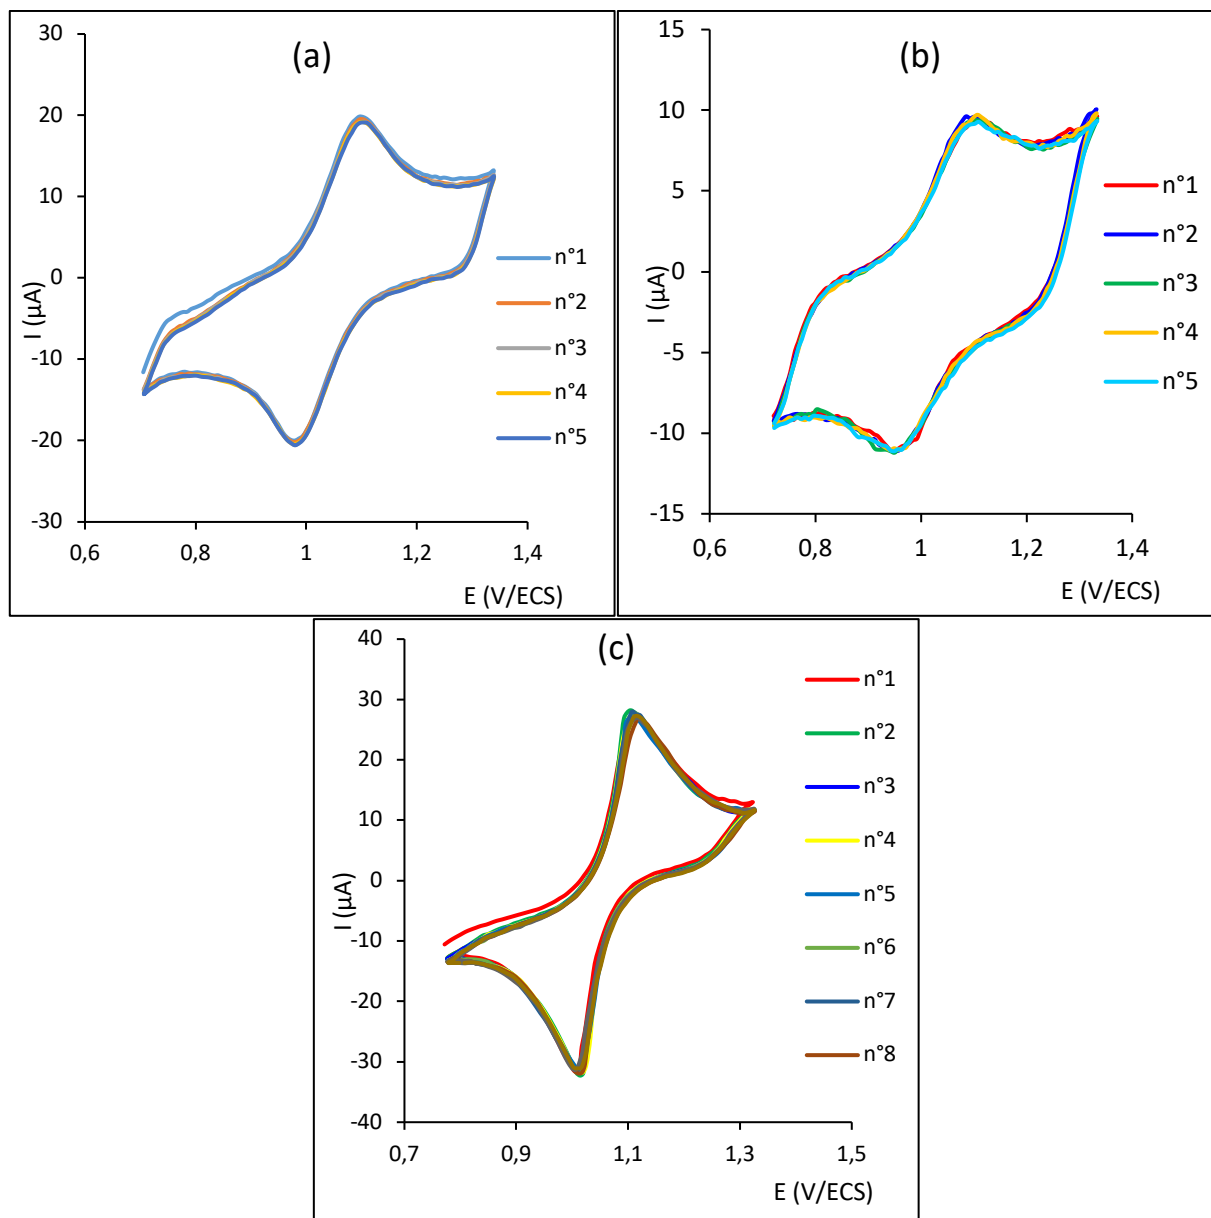 (a)
30
20
10
0
-10
-20
-30
I (µA)
0,6
0,8
1
1,2
1,4
E (V/ECS)
n°1
n°2
n°3
n°4
n°5
(b)
15
10
5
0
-5
-10
-15
I (µA)
0,6
0,8
1
1,2
1,4
E (V/ECS)
n°1
n°2
n°3
n°4
n°5
(c)
40
30
20
10
0
-10
-20
-30
-40
I (µA)
0,7
0,9
1,1
1,3
1,5
E (V/ECS)
n°1
n°2
n°3
n°4
n°5
n°6
n°7
n°8